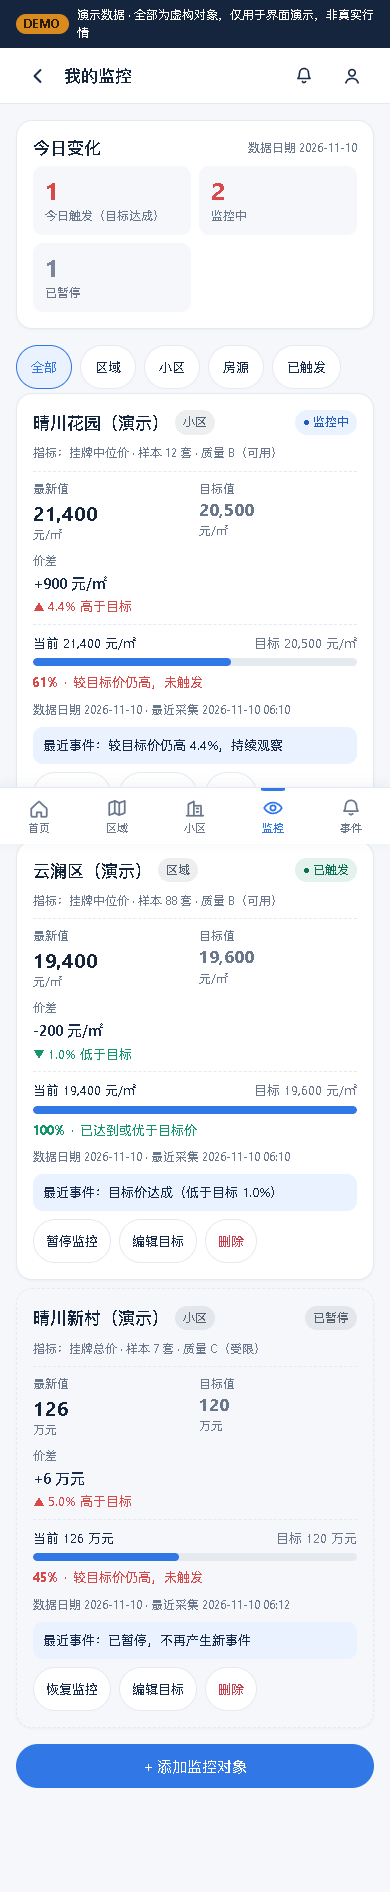 DEMO
演示数据 · 全部为虚构对象，仅用于界面演示，非真实行
情
我的监控
今日变化
数据日期 2026-11-10
1
今日触发（目标达成）
2
监控中
1
已暂停
全部
区域
小区
房源
已触发
晴川花园（演示）
小区
监控中
指标：挂牌中位价 · 样本 12 套 · 质量 B（可用）
最新值
目标值
21,400
20,500
元/㎡
元/㎡
价差
+900 元/㎡
▲ 4.4% 高于目标
当前 21,400 元/㎡
目标 20,500 元/㎡
61% · 较目标价仍高，未触发
数据日期 2026-11-10 · 最近采集 2026-11-10 06:10
最近事件：较目标价仍高 4.4%，持续观察
首页
区域
小区
监控
事件
云澜区（演示）
区域
已触发
指标：挂牌中位价 · 样本 88 套 · 质量 B（可用）
最新值
目标值
19,400
19,600
元/㎡
元/㎡
价差
-200 元/㎡
▼ 1.0% 低于目标
当前 19,400 元/㎡
目标 19,600 元/㎡
100% · 已达到或优于目标价
数据日期 2026-11-10 · 最近采集 2026-11-10 06:10
最近事件：目标价达成（低于目标 1.0%）
暂停监控
编辑目标
删除
晴川新村（演示）
小区
已暂停
指标：挂牌总价 · 样本 7 套 · 质量 C（受限）
最新值
目标值
126
120
万元
万元
价差
+6 万元
▲ 5.0% 高于目标
当前 126 万元
目标 120 万元
45% · 较目标价仍高，未触发
数据日期 2026-11-10 · 最近采集 2026-11-10 06:12
最近事件：已暂停，不再产生新事件
恢复监控
编辑目标
删除
+ 添加监控对象